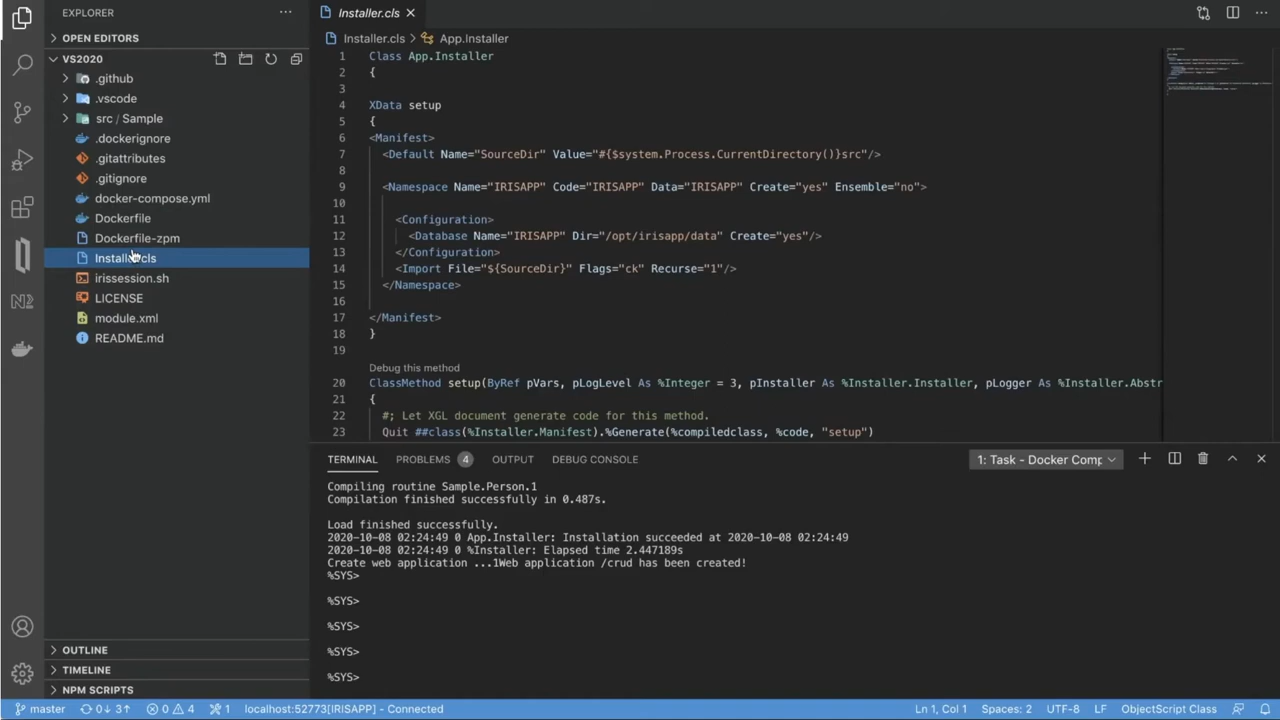 EXPLORER
OPEN EDITORS
VS2020
.github
.vscode
src / Sample
.dockerignore
.gitattributes
.gitignore
docker-compose.yml
Dockerfile
Dockerfile-zpm
Installer.cls
irissession.sh
LICENSE
module.xml
README.md
OUTLINE
TIMELINE
NPM SCRIPTS
Installer.cls
Installer.cls > App.Installer
1 Class App.Installer
2 {
3
4 XData setup
5 {
6 <Manifest>
7 <Default Name="SourceDir" Value="#{$system.Process.CurrentDirectory()}src"/>
8
9 <Namespace Name="IRISAPP" Code="IRISAPP" Data="IRISAPP" Create="yes" Ensemble="no">
10
11 <Configuration>
12 <Database Name="IRISAPP" Dir="/opt/irisapp/data" Create="yes"/>
13 </Configuration>
14 <Import File="${SourceDir}" Flags="ck" Recurse="1"/>
15 </Namespace>
16
17 </Manifest>
18 }
19
Debug this method
20 ClassMethod setup(ByRef pVars, pLogLevel As %Integer = 3, pInstaller As %Installer.Installer, pLogger As %Installer.Abstr
21 {
22 #; Let XGL document generate code for this method.
23 Quit ##class(%Installer.Manifest).%Generate(%compiledclass, %code, "setup")
TERMINAL PROBLEMS 4 OUTPUT DEBUG CONSOLE 1: Task - Docker Comp
Compiling routine Sample.Person.1
Compilation finished successfully in 0.487s.
Load finished successfully.
2020-10-08 02:24:49 0 App.Installer: Installation succeeded at 2020-10-08 02:24:49
2020-10-08 02:24:49 0 %Installer: Elapsed time 2.447189s
Create web application ...1Web application /crud has been created!
%SYS>
%SYS>
%SYS>
%SYS>
%SYS>
master 0↓ 3↑ 0 4 1 localhost:52773[IRISAPP] - Connected Ln 1, Col 1 Spaces: 2 UTF-8 LF ObjectScript Class